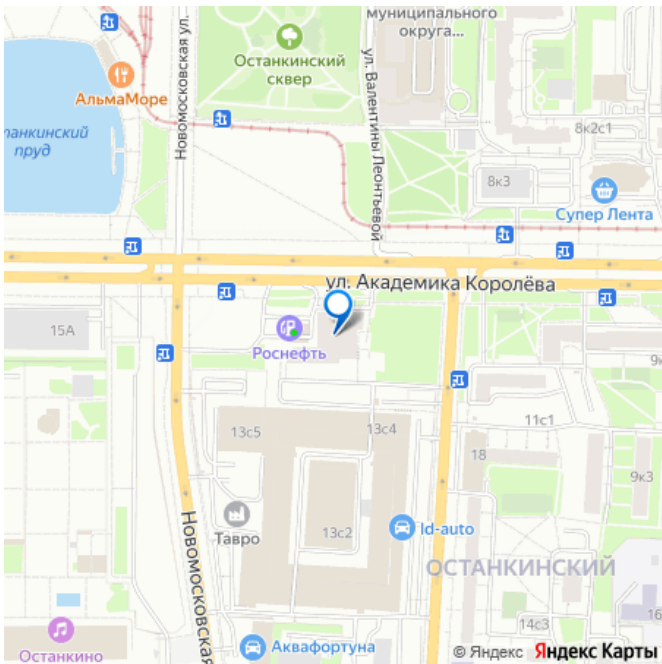 муниципального
округа...
Останкинский
сквер
Новомосковская ул.
ул. Валентины Леонтьевой
АльмаМоре
станкинский
пруд
8к2с1
8к3
Супер Лента
ул. Академика Королёва
15А
Роснефть
9к
11с1
13с5
13с4
18
9к3
13с2
Id-auto
Тавро
Новомосковская
ОСТАНКИНСКИЙ
16
14с3
Останкино
Аквафортуна
© Яндекс Яндекс Карты